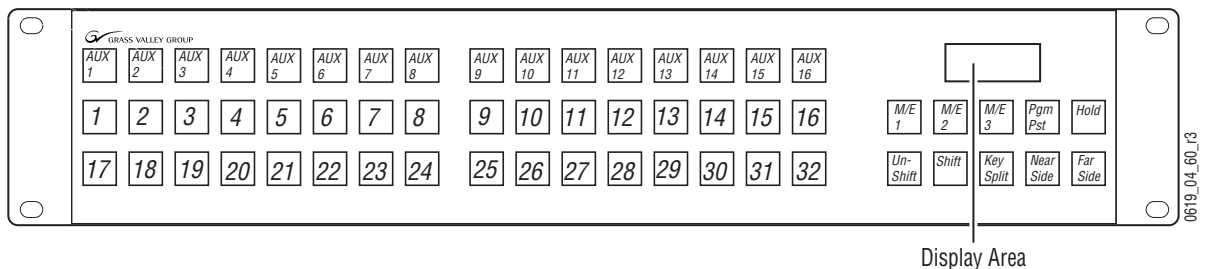 GRASS VALLEY GROUP
AUX 1 AUX 2 AUX 3 AUX 4 AUX 5 AUX 6 AUX 7 AUX 8 AUX 9 AUX 10 AUX 11 AUX 12 AUX 13 AUX 14 AUX 15 AUX 16
1 2 3 4 5 6 7 8 9 10 11 12 13 14 15 16
M/E 1 M/E 2 M/E 3 Pgm Pst Hold
17 18 19 20 21 22 23 24 25 26 27 28 29 30 31 32
Un-Shift Shift Key Split Near Side Far Side
0619_04_60_r3
Display Area